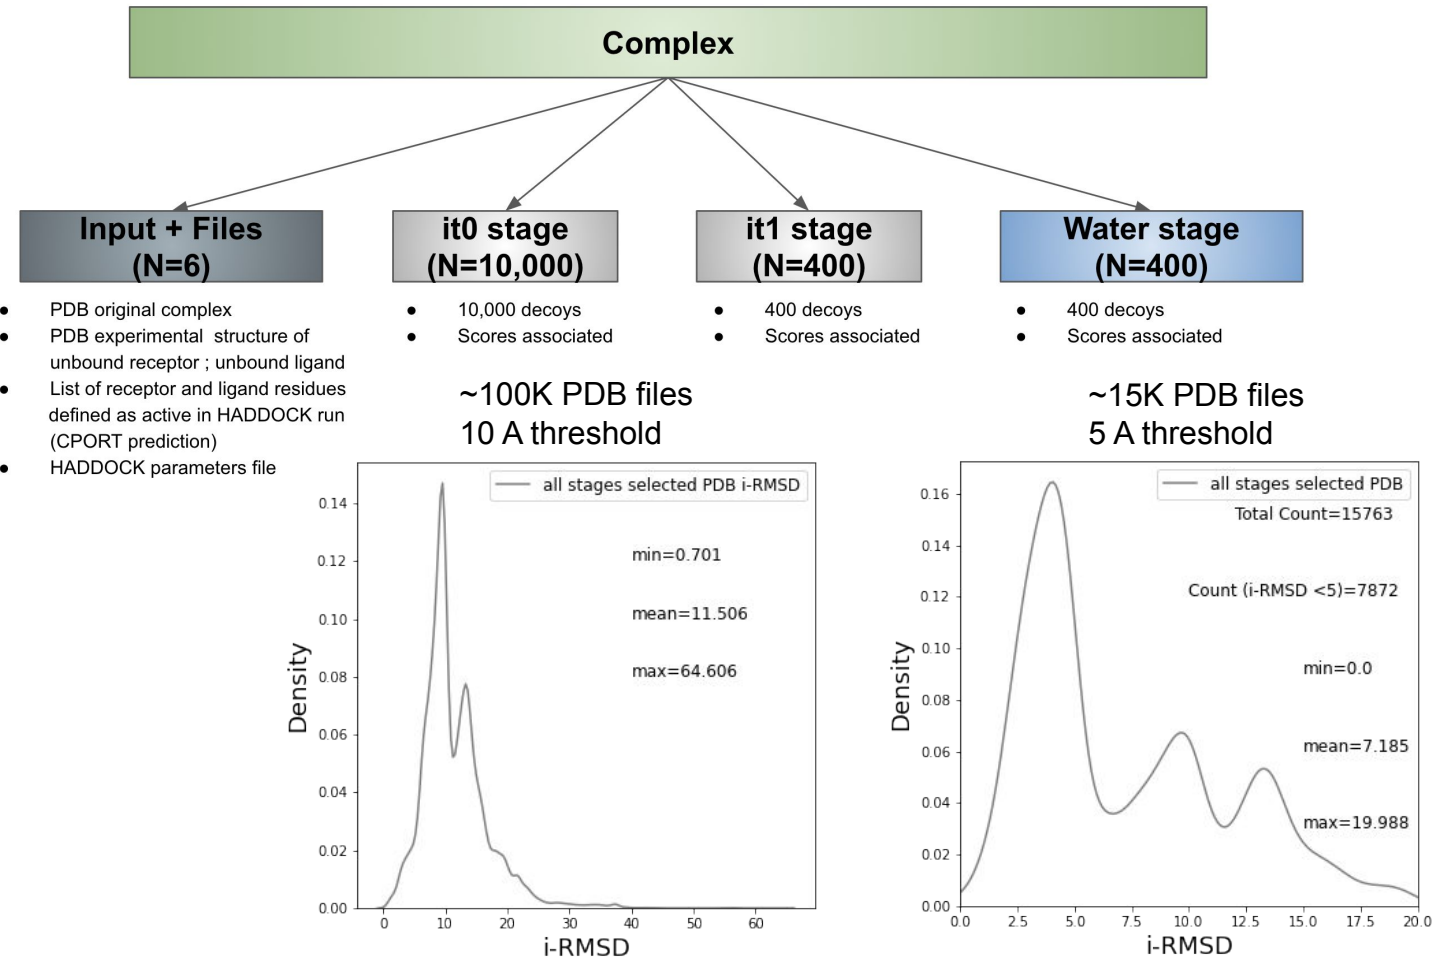 Complex
Input + Files
(N=6)
it0 stage
(N=10,000)
it1 stage
(N=400)
Water stage
(N=400)
● PDB original complex
● PDB experimental  structure of
unbound receptor ; unbound ligand
● List of receptor and ligand residues
defined as active in HADDOCK run
(CPORT prediction)
● HADDOCK parameters file
● 10,000 decoys
● Scores associated
● 400 decoys
● Scores associated
● 400 decoys
● Scores associated
~100K PDB files
10 A threshold
~15K PDB files
5 A threshold
all stages selected PDB i-RMSD
min=0.701
mean=11.506
max=64.606
Density
0.14
0.12
0.10
0.08
0.06
0.04
0.02
0.00
0 10 20 30 40 50 60
i-RMSD
all stages selected PDB
Total Count=15763
Count (i-RMSD <5)=7872
min=0.0
mean=7.185
max=19.988
Density
0.16
0.14
0.12
0.10
0.08
0.06
0.04
0.02
0.00
0.0 2.5 5.0 7.5 10.0 12.5 15.0 17.5 20.0
i-RMSD